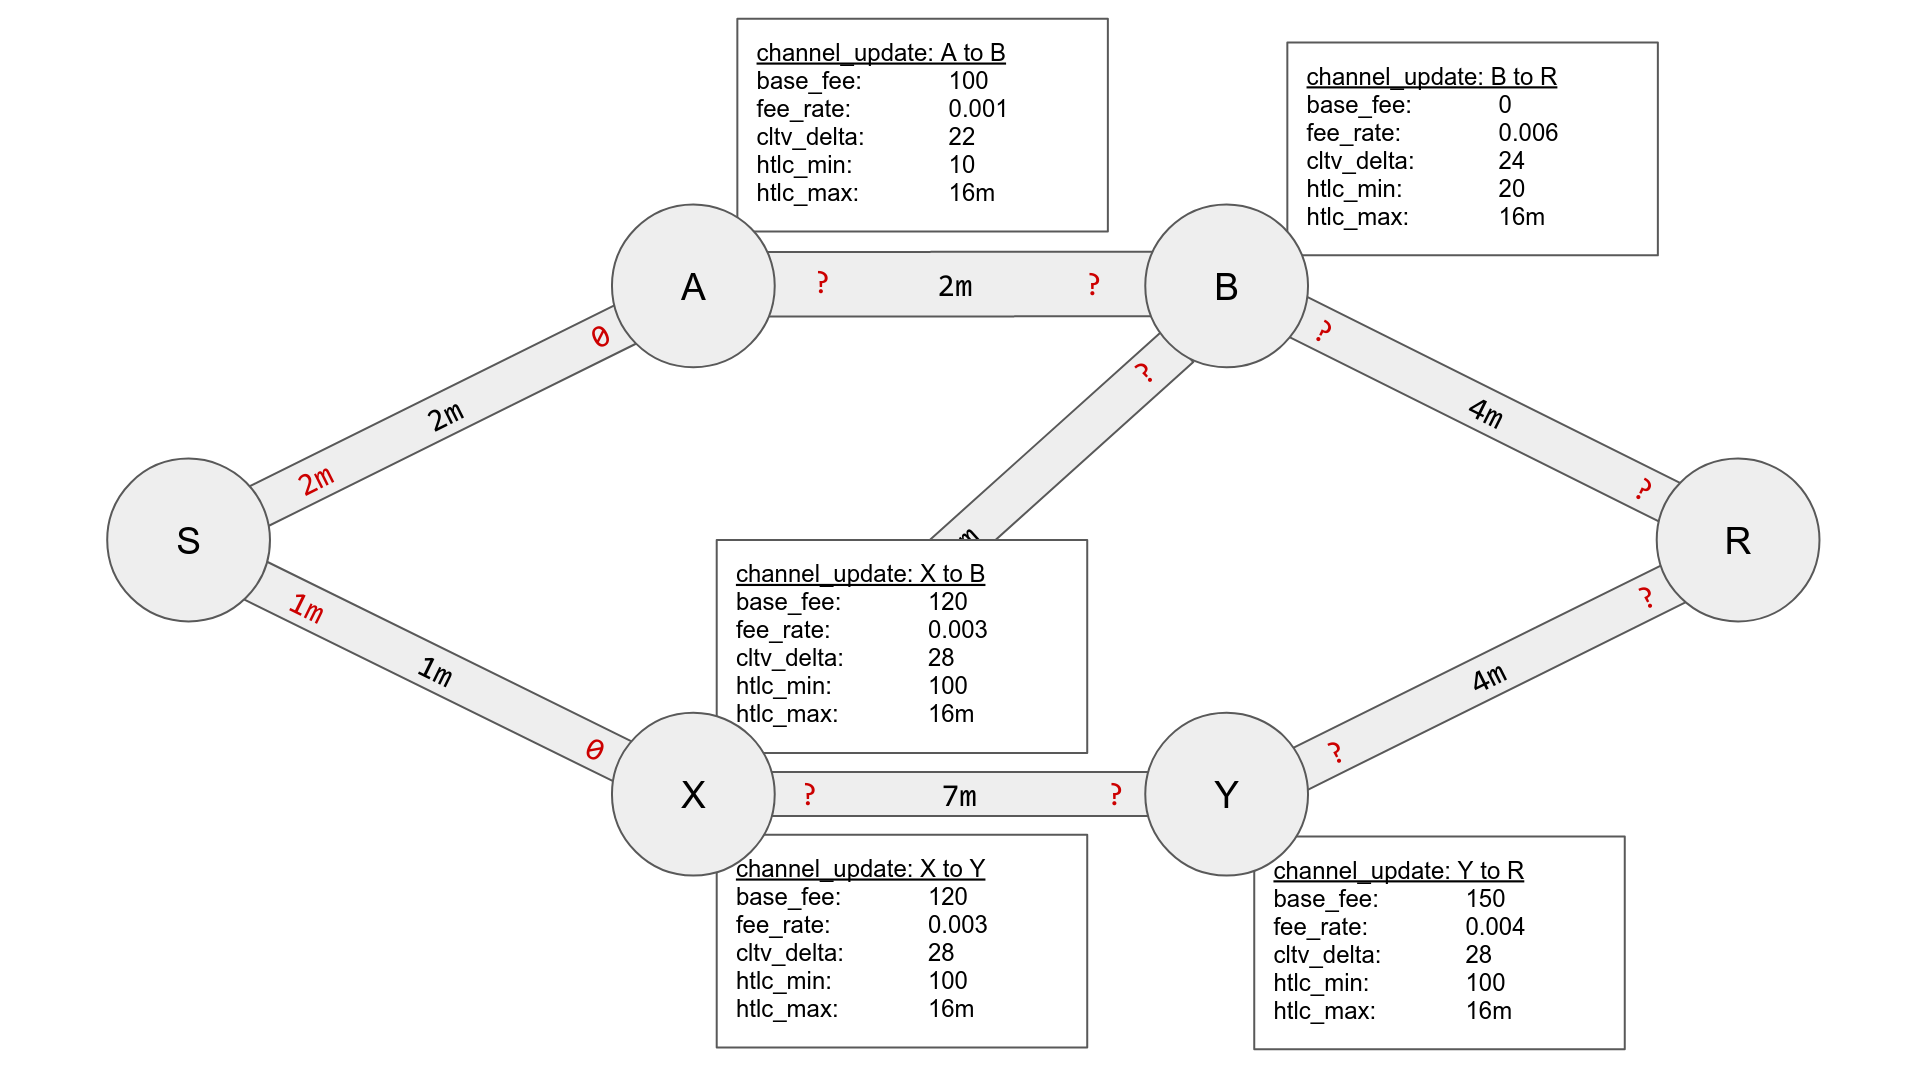 channel_update: A to B
base_fee: 100
fee_rate: 0.001
cltv_delta: 22
htlc_min: 10
htlc_max: 16m
channel_update: B to R
base_fee: 0
fee_rate: 0.006
cltv_delta: 24
htlc_min: 20
htlc_max: 16m
A
? 2m ?
B
0
2m
2m
?
?
4m
?
S
R
1m
1m
0
m
?
4m
?
channel_update: X to B
base_fee: 120
fee_rate: 0.003
cltv_delta: 28
htlc_min: 100
htlc_max: 16m
X
? 7m ?
Y
channel_update: X to Y
base_fee: 120
fee_rate: 0.003
cltv_delta: 28
htlc_min: 100
htlc_max: 16m
channel_update: Y to R
base_fee: 150
fee_rate: 0.004
cltv_delta: 28
htlc_min: 100
htlc_max: 16m